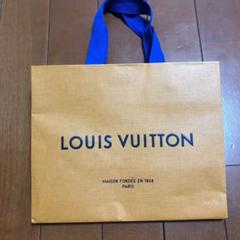 LOUIS VUITTON
MAISON FONDÉE EN 1854
PARIS